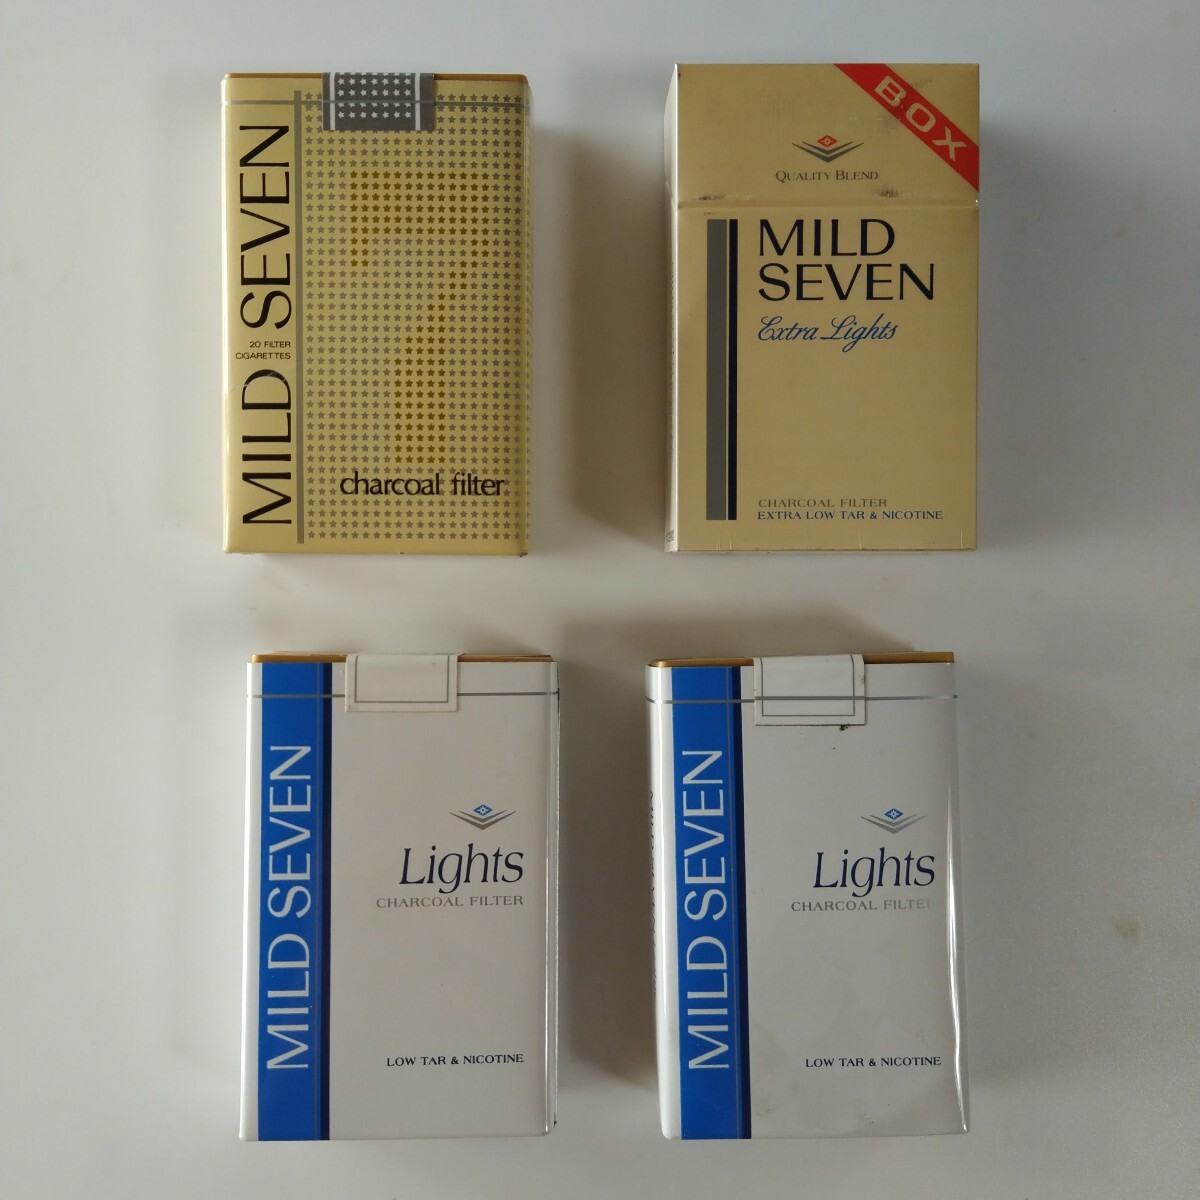 MILD SEVEN
20 FILTER
CIGARETTES
charcoal filter
BOX
QUALITY BLEND
MILD
SEVEN
Extra Lights
CHARCOAL FILTER
EXTRA LOW TAR & NICOTINE
MILD SEVEN
Lights
CHARCOAL FILTER
LOW TAR & NICOTINE
MILD SEVEN
Lights
CHARCOAL FILTE
LOW TAR & NICOTINE